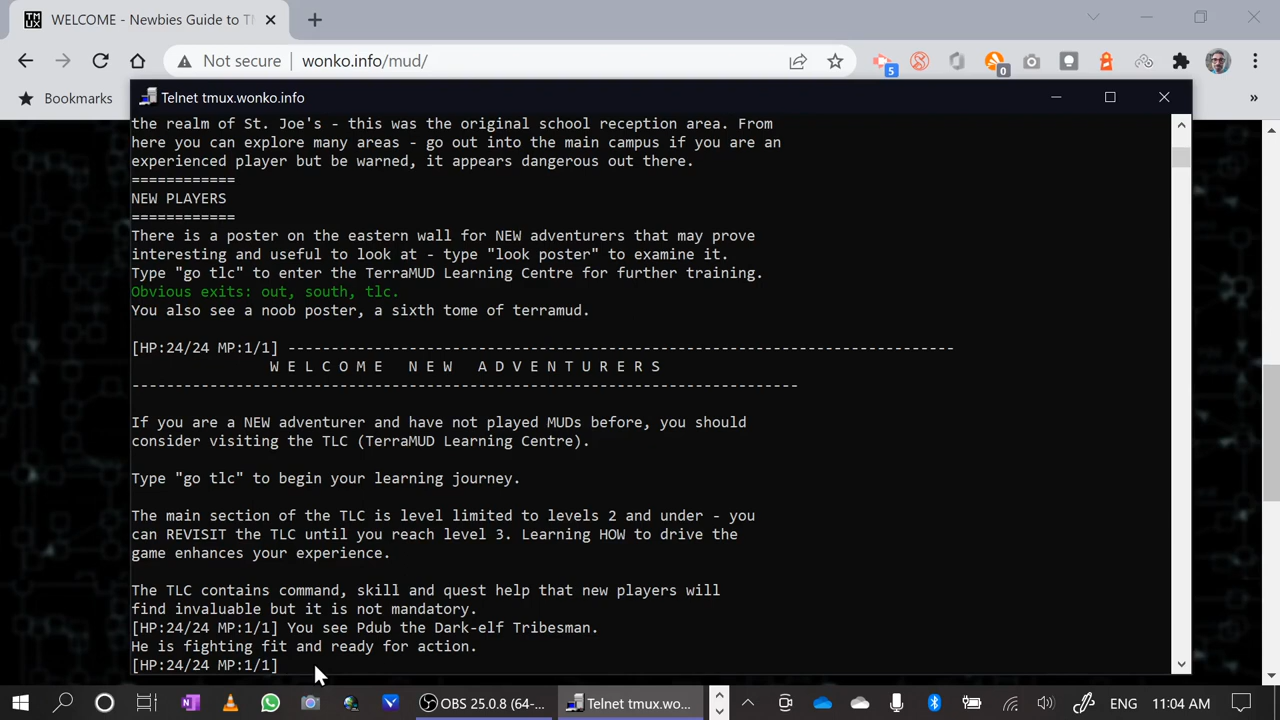 WELCOME - Newbies Guide to TM
Not secure
wonko.info/mud/
5
0
Bookmarks
»
Telnet tmux.wonko.info
the realm of St. Joe's - this was the original school reception area. From
here you can explore many areas - go out into the main campus if you are an
experienced player but be warned, it appears dangerous out there.
============
NEW PLAYERS
============
There is a poster on the eastern wall for NEW adventurers that may prove
interesting and useful to look at - type "look poster" to examine it.
Type "go tlc" to enter the TerraMUD Learning Centre for further training.
Obvious exits: out, south, tlc.
You also see a noob poster, a sixth tome of terramud.
[HP:24/24 MP:1/1] -----------------------------------------------------------------------------
W E L C O M E   N E W   A D V E N T U R E R S
-----------------------------------------------------------------------------
If you are a NEW adventurer and have not played MUDs before, you should
consider visiting the TLC (TerraMUD Learning Centre).
Type "go tlc" to begin your learning journey.
The main section of the TLC is level limited to levels 2 and under - you
can REVISIT the TLC until you reach level 3. Learning HOW to drive the
game enhances your experience.
The TLC contains command, skill and quest help that new players will
find invaluable but it is not mandatory.
[HP:24/24 MP:1/1] You see Pdub the Dark-elf Tribesman.
He is fighting fit and ready for action.
[HP:24/24 MP:1/1]
OBS 25.0.8 (64-...
Telnet tmux.wo...
ENG
11:04 AM